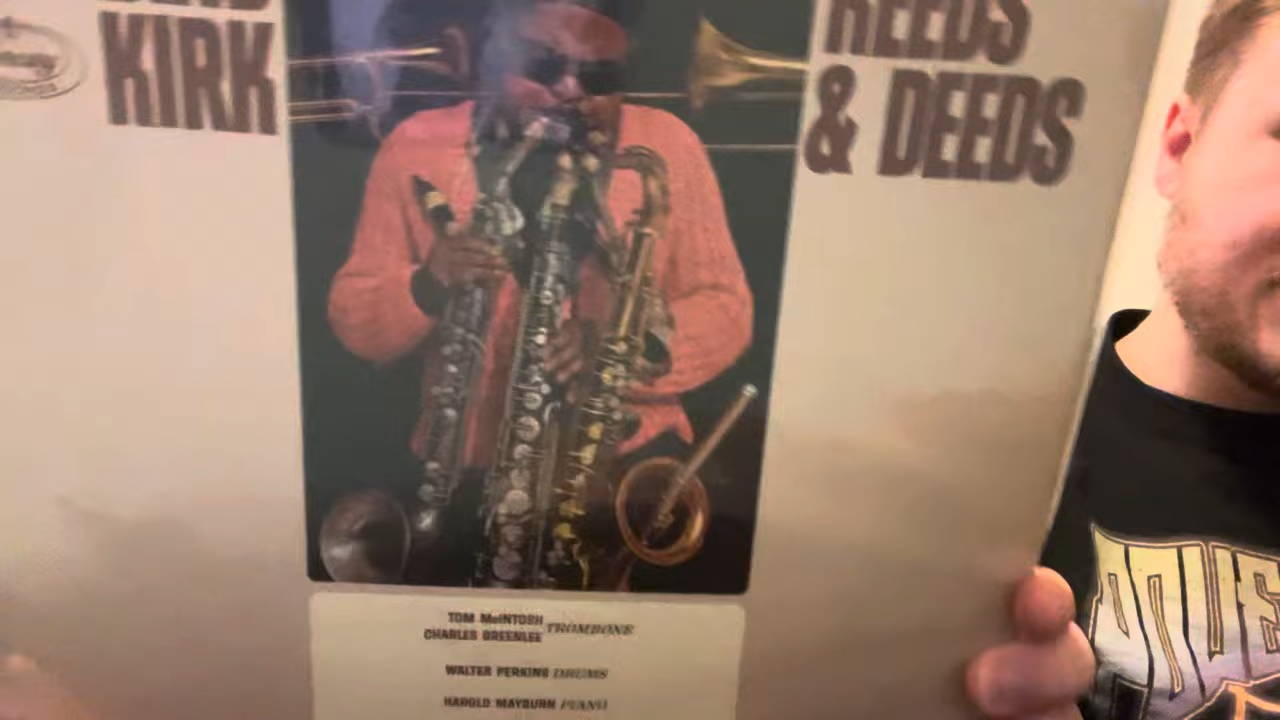 KIRK
REEDS
& DEEDS
TOM McINTOSH
CHARLES GREENLEE TROMBONE
WALTER PERKINS DRUMS
HAROLD MAYBURN PIANO